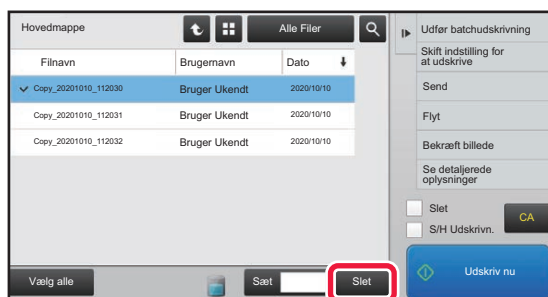 Hovedmappe
Alle Filer
Filnavn Brugernavn Dato
Copy_20201010_112030 Bruger Ukendt 2020/10/10
Copy_20201010_112031 Bruger Ukendt 2020/10/10
Copy_20201010_112032 Bruger Ukendt 2020/10/10
Vælg alle
Sæt
Slet
Udfør batchudskrivning
Skift indstilling for
at udskrive
Send
Flyt
Bekræft billede
Se detaljerede
oplysninger
Slet
S/H Udskrivn.
CA
Udskriv nu